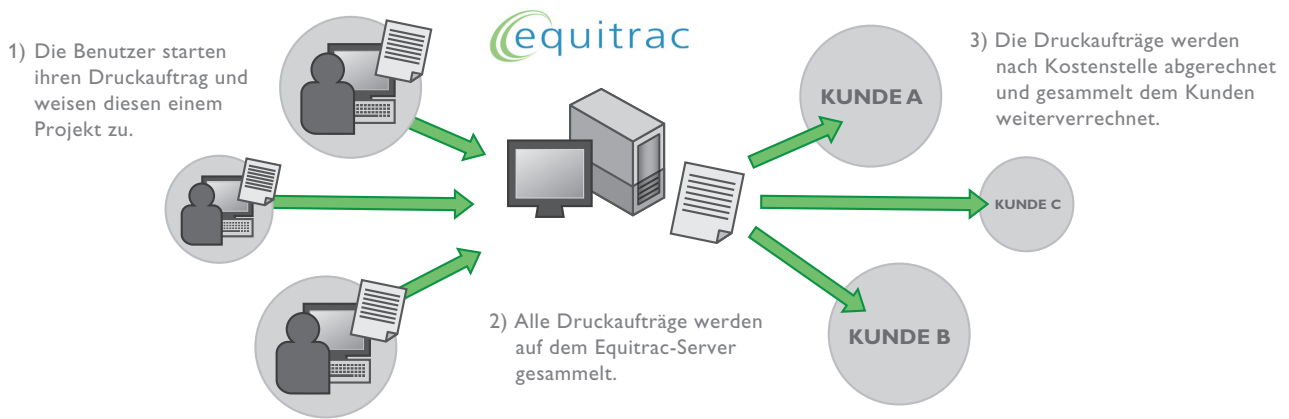 equitrac
1) Die Benutzer starten
ihren Druckauftrag und
weisen diesen einem
Projekt zu.
2) Alle Druckaufträge werden
auf dem Equitrac-Server
gesammelt.
3) Die Druckaufträge werden
nach Kostenstelle abgerechnet
und gesammelt dem Kunden
weiterverrechnet.
KUNDE A
KUNDE C
KUNDE B